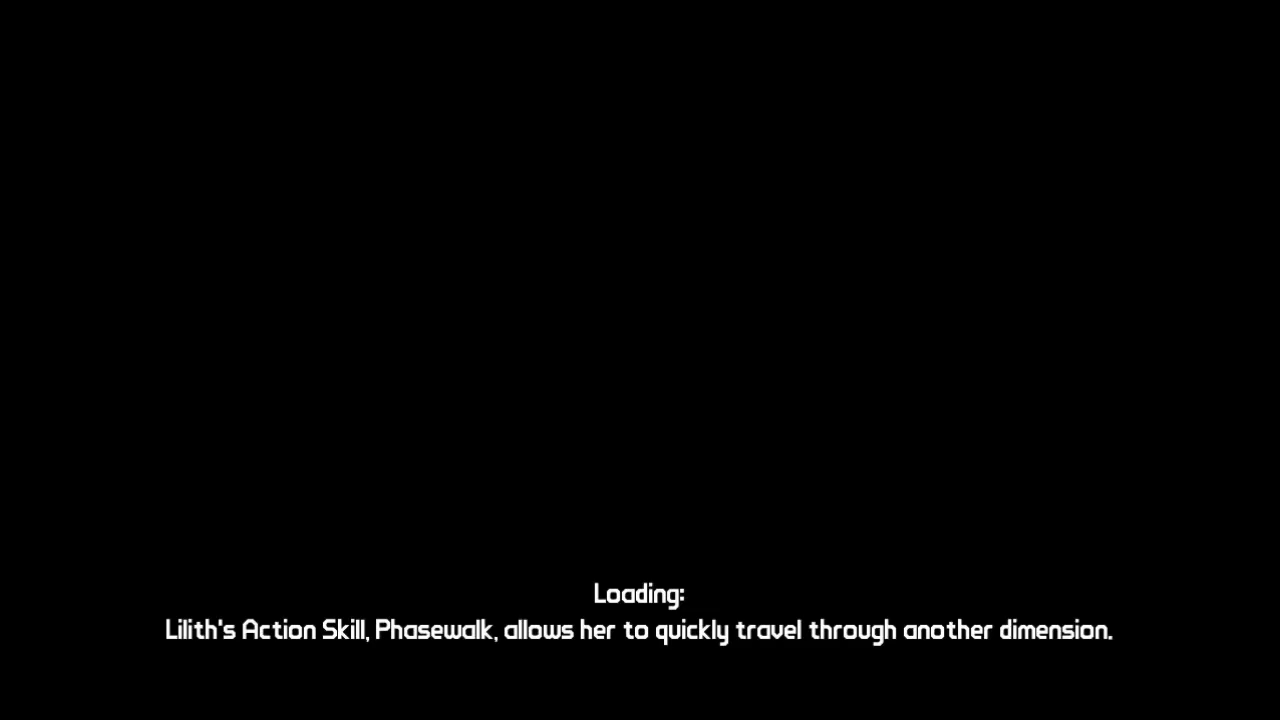 Loading:
Lilith's Action Skill, Phasewalk, allows her to quickly travel through another dimension.